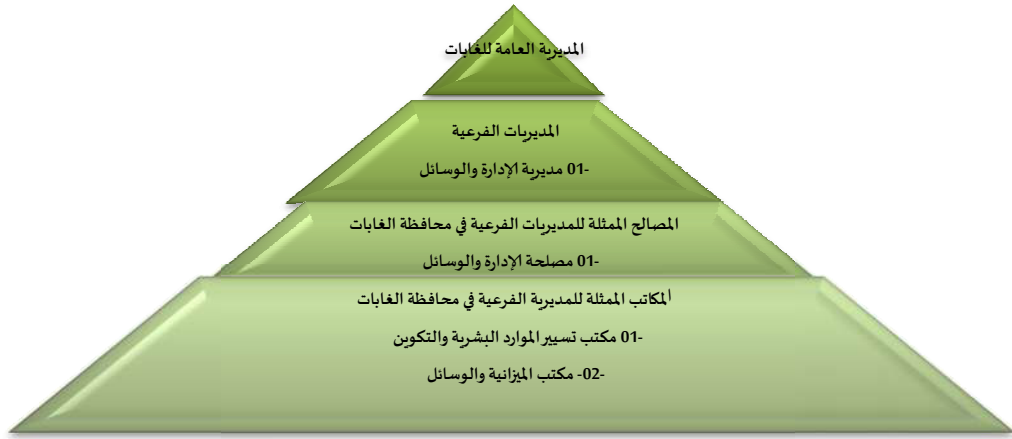 المديرية العامة للغابات
المديريات الفرعية
-01 مديرية الإدارة والوسائل
المصالح الممثلة للمديريات الفرعية في محافظة الغابات
-01 مصلحة الإدارة والوسائل
ألمكاتب الممثلة للمديرية الفرعية في محافظة الغابات
-01 مكتب تسيير الموارد البشرية والتكوين
-02- مكتب الميزانية والوسائل